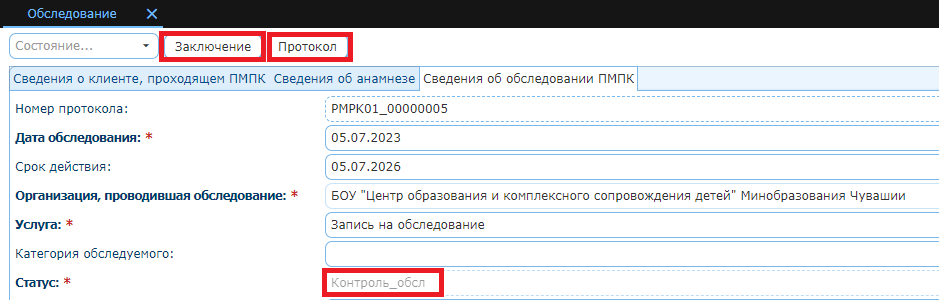 Обследование ×
Состояние... Заключение Протокол
Сведения о клиенте, проходящем ПМПК Сведения об анамнезе Сведения об обследовании ПМПК
Номер протокола: PMPK01_00000005
Дата обследования: * 05.07.2023
Срок действия: 05.07.2026
Организация, проводившая обследование: * БОУ "Центр образования и комплексного сопровождения детей" Минобразования Чувашии
Услуга: * Запись на обследование
Категория обследуемого:
Статус: * Контроль_обсл